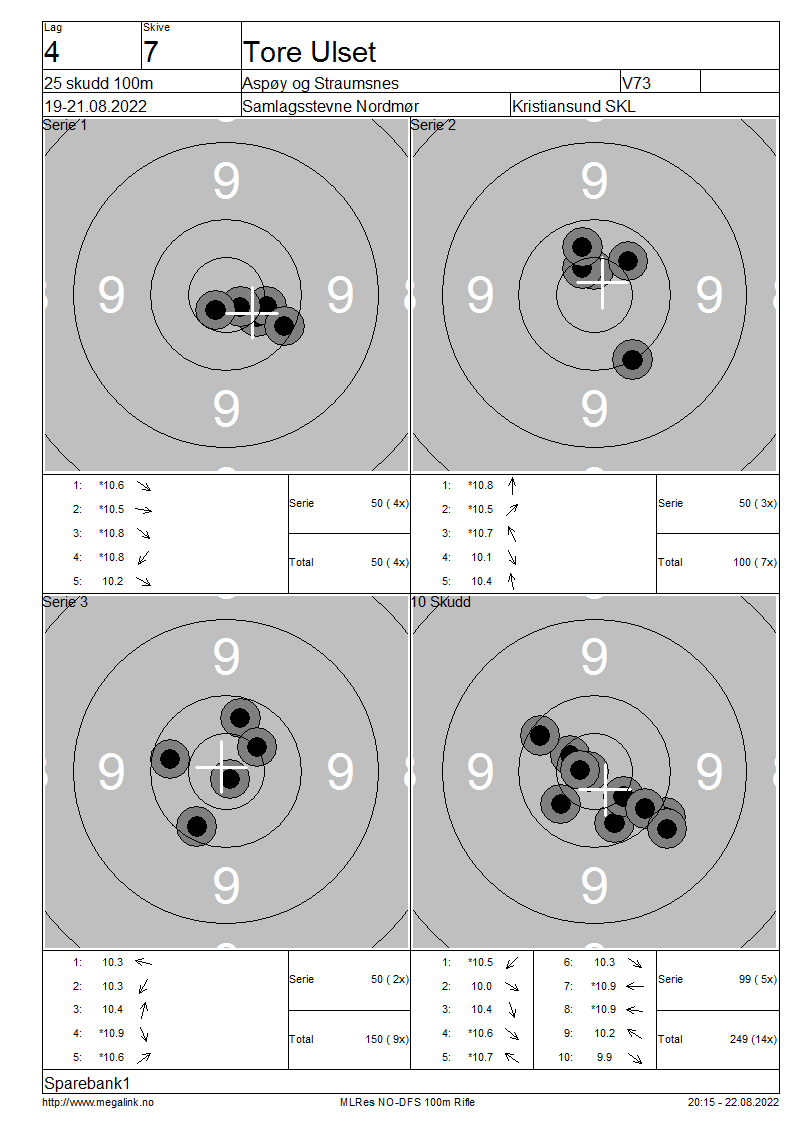 Lag
Skive
4
7
Tore Ulset
25 skudd 100m
Aspøy og Straumsnes
V73
19-21.08.2022
Samlagsstevne Nordmør
Kristiansund SKL
Serie 1
9
9 9
9
Serie 2
9
9 9
9
1: *10.6
2: *10.5
3: *10.8
4: *10.8
5: 10.2
Serie 50 ( 4x)
Total 50 ( 4x)
1: *10.8
2: *10.5
3: *10.7
4: 10.1
5: 10.4
Serie 50 ( 3x)
Total 100 ( 7x)
Serie 3
9
9 9
9
10 Skudd
9
9 9
9
1: 10.3
2: 10.3
3: 10.4
4: *10.9
5: *10.6
Serie 50 ( 2x)
Total 150 ( 9x)
1: *10.5
2: 10.0
3: 10.4
4: *10.6
5: *10.7
6: 10.3
7: *10.9
8: *10.9
9: 10.2
10: 9.9
Serie 99 ( 5x)
Total 249 (14x)
Sparebank1
http://www.megalink.no
MLRes NO-DFS 100m Rifle
20:15 - 22.08.2022